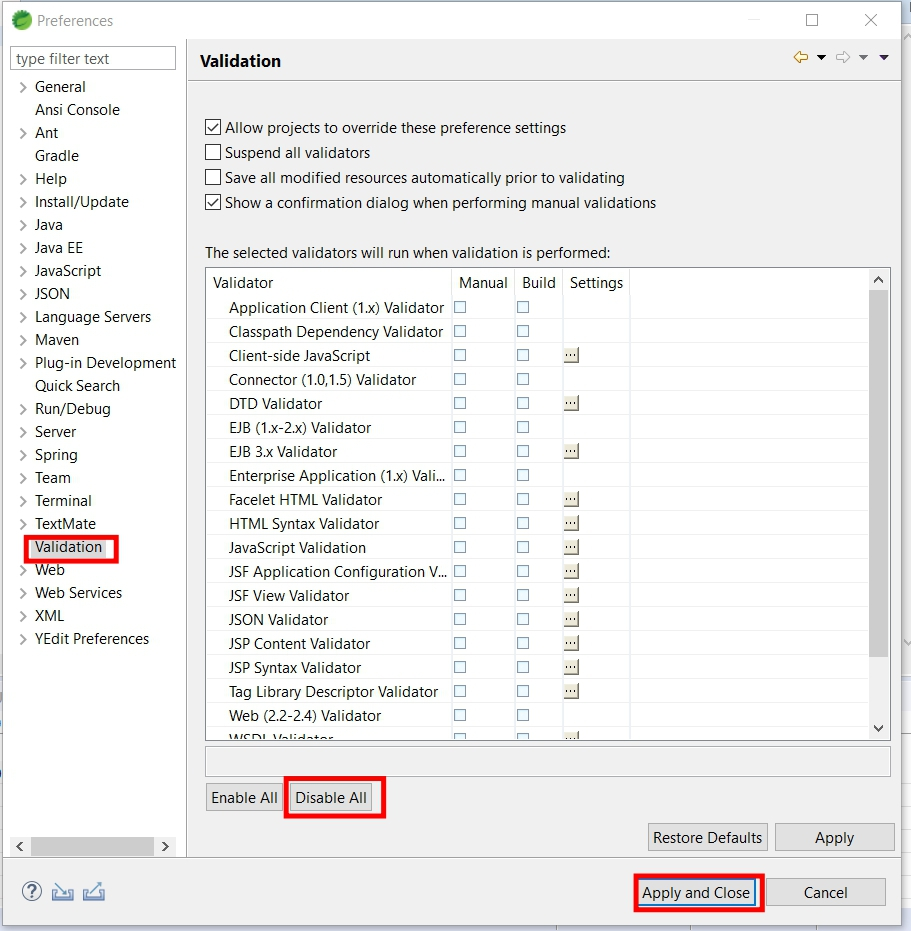 Preferences
type filter text
General
Ansi Console
Ant
Gradle
Help
Install/Update
Java
Java EE
JavaScript
JSON
Language Servers
Maven
Plug-in Development
Quick Search
Run/Debug
Server
Spring
Team
Terminal
TextMate
Validation
Web
Web Services
XML
YEdit Preferences
Validation
Allow projects to override these preference settings
Suspend all validators
Save all modified resources automatically prior to validating
Show a confirmation dialog when performing manual validations
The selected validators will run when validation is performed:
Validator Manual Build Settings
Application Client (1.x) Validator
Classpath Dependency Validator
Client-side JavaScript ...
Connector (1.0,1.5) Validator
DTD Validator ...
EJB (1.x-2.x) Validator
EJB 3.x Validator ...
Enterprise Application (1.x) Vali...
Facelet HTML Validator ...
HTML Syntax Validator ...
JavaScript Validation ...
JSF Application Configuration V... ...
JSF View Validator ...
JSON Validator ...
JSP Content Validator ...
JSP Syntax Validator ...
Tag Library Descriptor Validator ...
Web (2.2-2.4) Validator
WSDL Validator ...
Enable All Disable All
Restore Defaults Apply
? Apply and Close Cancel